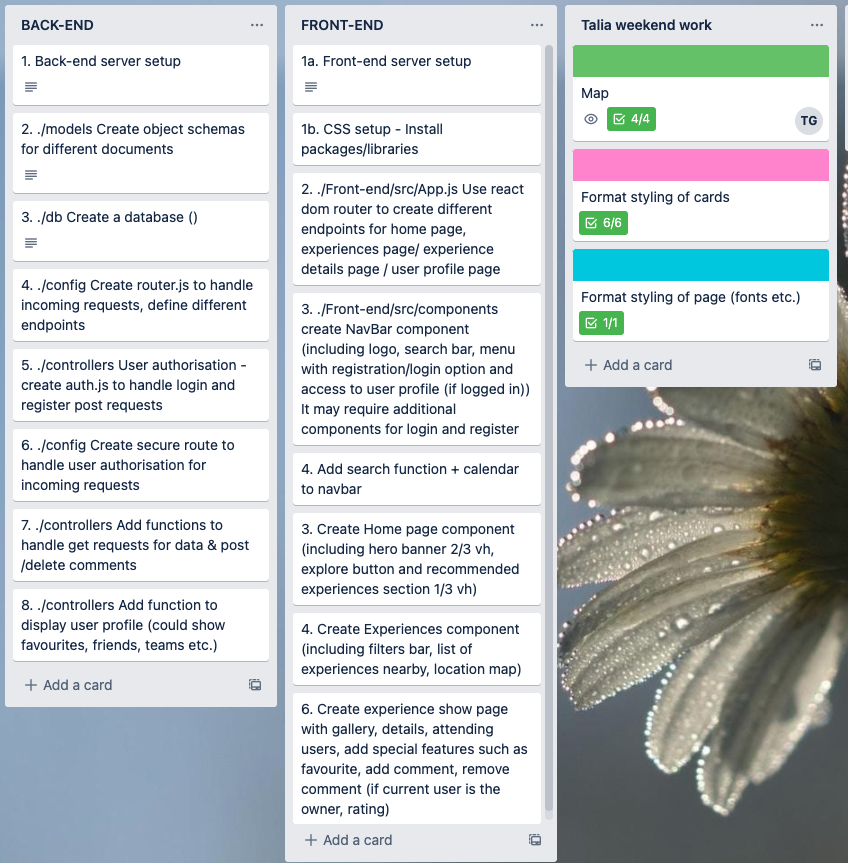 BACK-END
1. Back-end server setup
2. ./models Create object schemas
for different documents
3. ./db Create a database ()
4. ./config Create router.js to handle
incoming requests, define different
endpoints
5. ./controllers User authorisation -
create auth.js to handle login and
register post requests
6. ./config Create secure route to
handle user authorisation for
incoming requests
7. ./controllers Add functions to
handle get requests for data & post
/delete comments
8. ./controllers Add function to
display user profile (could show
favourites, friends, teams etc.)
Add a card
FRONT-END
1a. Front-end server setup
1b. CSS setup - Install
packages/libraries
2. ./Front-end/src/App.js Use react
dom router to create different
endpoints for home page,
experiences page/ experience
details page / user profile page
3. ./Front-end/src/components
create NavBar component
(including logo, search bar, menu
with registration/login option and
access to user profile (if logged in))
It may require additional
components for login and register
4. Add search function + calendar
to navbar
3. Create Home page component
(including hero banner 2/3 vh,
explore button and recommended
experiences section 1/3 vh)
4. Create Experiences component
(including filters bar, list of
experiences nearby, location map)
6. Create experience show page
with gallery, details, attending
users, add special features such as
favourite, add comment, remove
comment (if current user is the
owner, rating)
Add a card
Talia weekend work
Map
4/4
TG
Format styling of cards
6/6
Format styling of page (fonts etc.)
1/1
Add a card